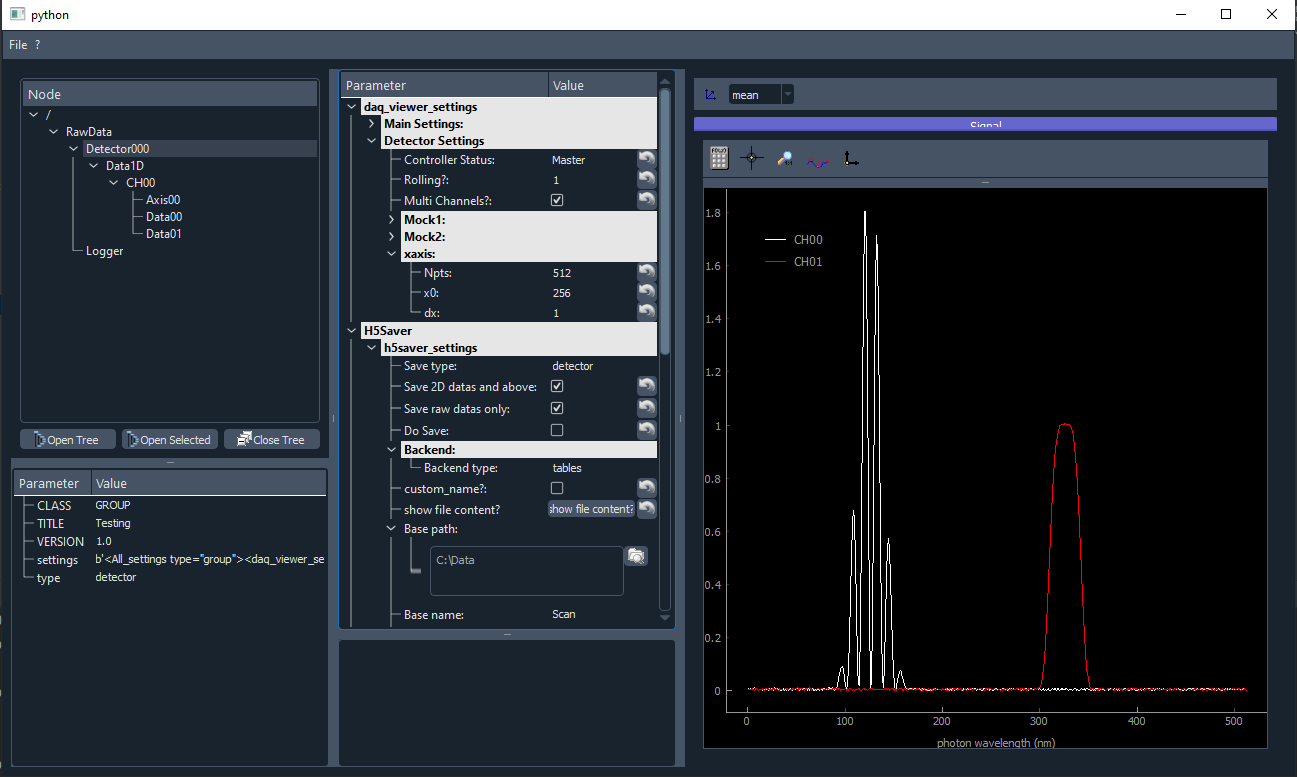 python
File ?
Node
/
RawData
Detector000
Data1D
CH00
Axis00
Data00
Data01
Logger
Open Tree Open Selected Close Tree
Parameter Value
CLASS GROUP
TITLE Testing
VERSION 1.0
settings b'<All_settings type="group"><daq_viewer_se
type detector
Parameter Value
daq_viewer_settings
Main Settings:
Detector Settings
Controller Status: Master
Rolling?: 1
Multi Channels?:
Mock1:
Mock2:
xaxis:
Npts: 512
x0: 256
dx: 1
H5Saver
h5saver_settings
Save type: detector
Save 2D datas and above:
Save raw datas only:
Do Save:
Backend:
Backend type: tables
custom_name?:
show file content? show file content?
Base path:
C:\Data
Base name: Scan
mean
Signal
1.8
CH00
CH01
1.6
1.4
1.2
1
0.8
0.6
0.4
0.2
0
0 100 200 300 400 500
photon wavelength (nm)